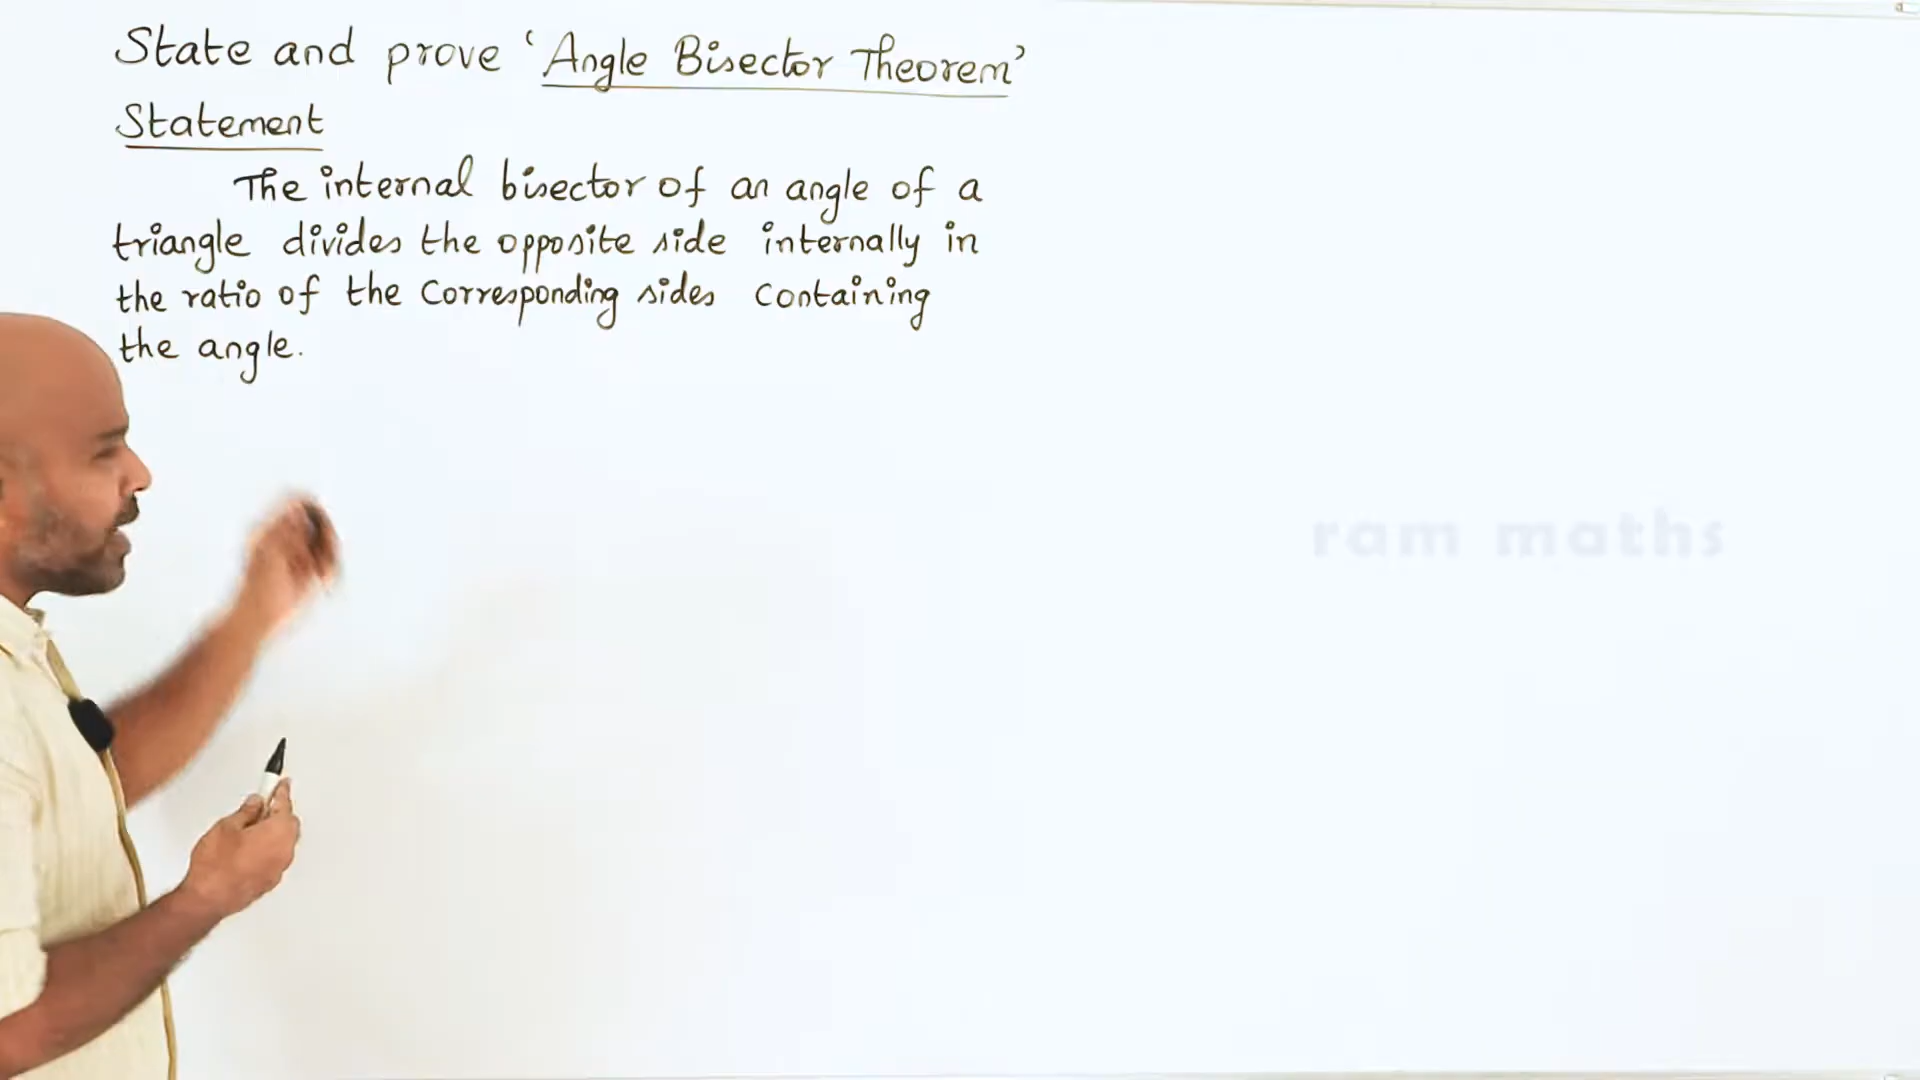 State and prove ‘Angle Bisector Theorem’
Statement
The internal bisector of an angle of a
triangle divides the opposite side internally in
the ratio of the corresponding sides containing
the angle.
ram maths